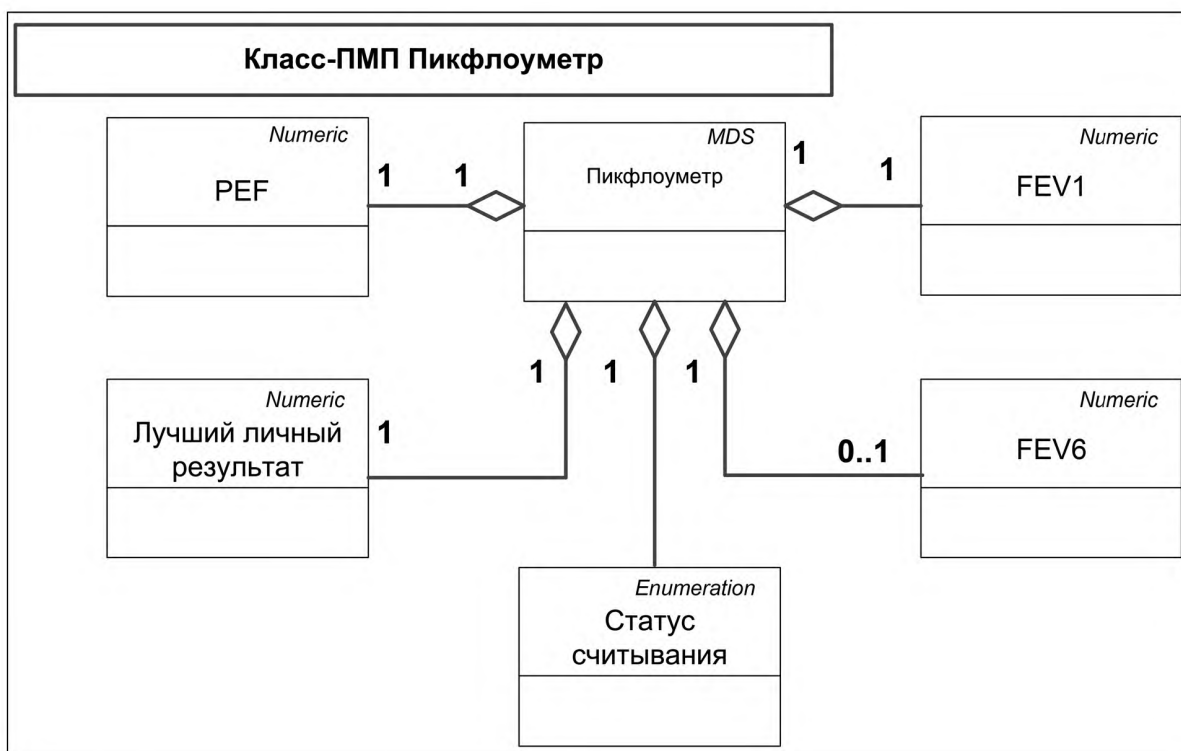 Класс-ПМП Пикфлоуметр
Numeric
PEF
1
1
MDS
Пикфлоуметр
1
1
Numeric
FEV1
1
1
1
Numeric
Лучший личный
результат
1
0..1
Numeric
FEV6
Enumeration
Статус
считывания